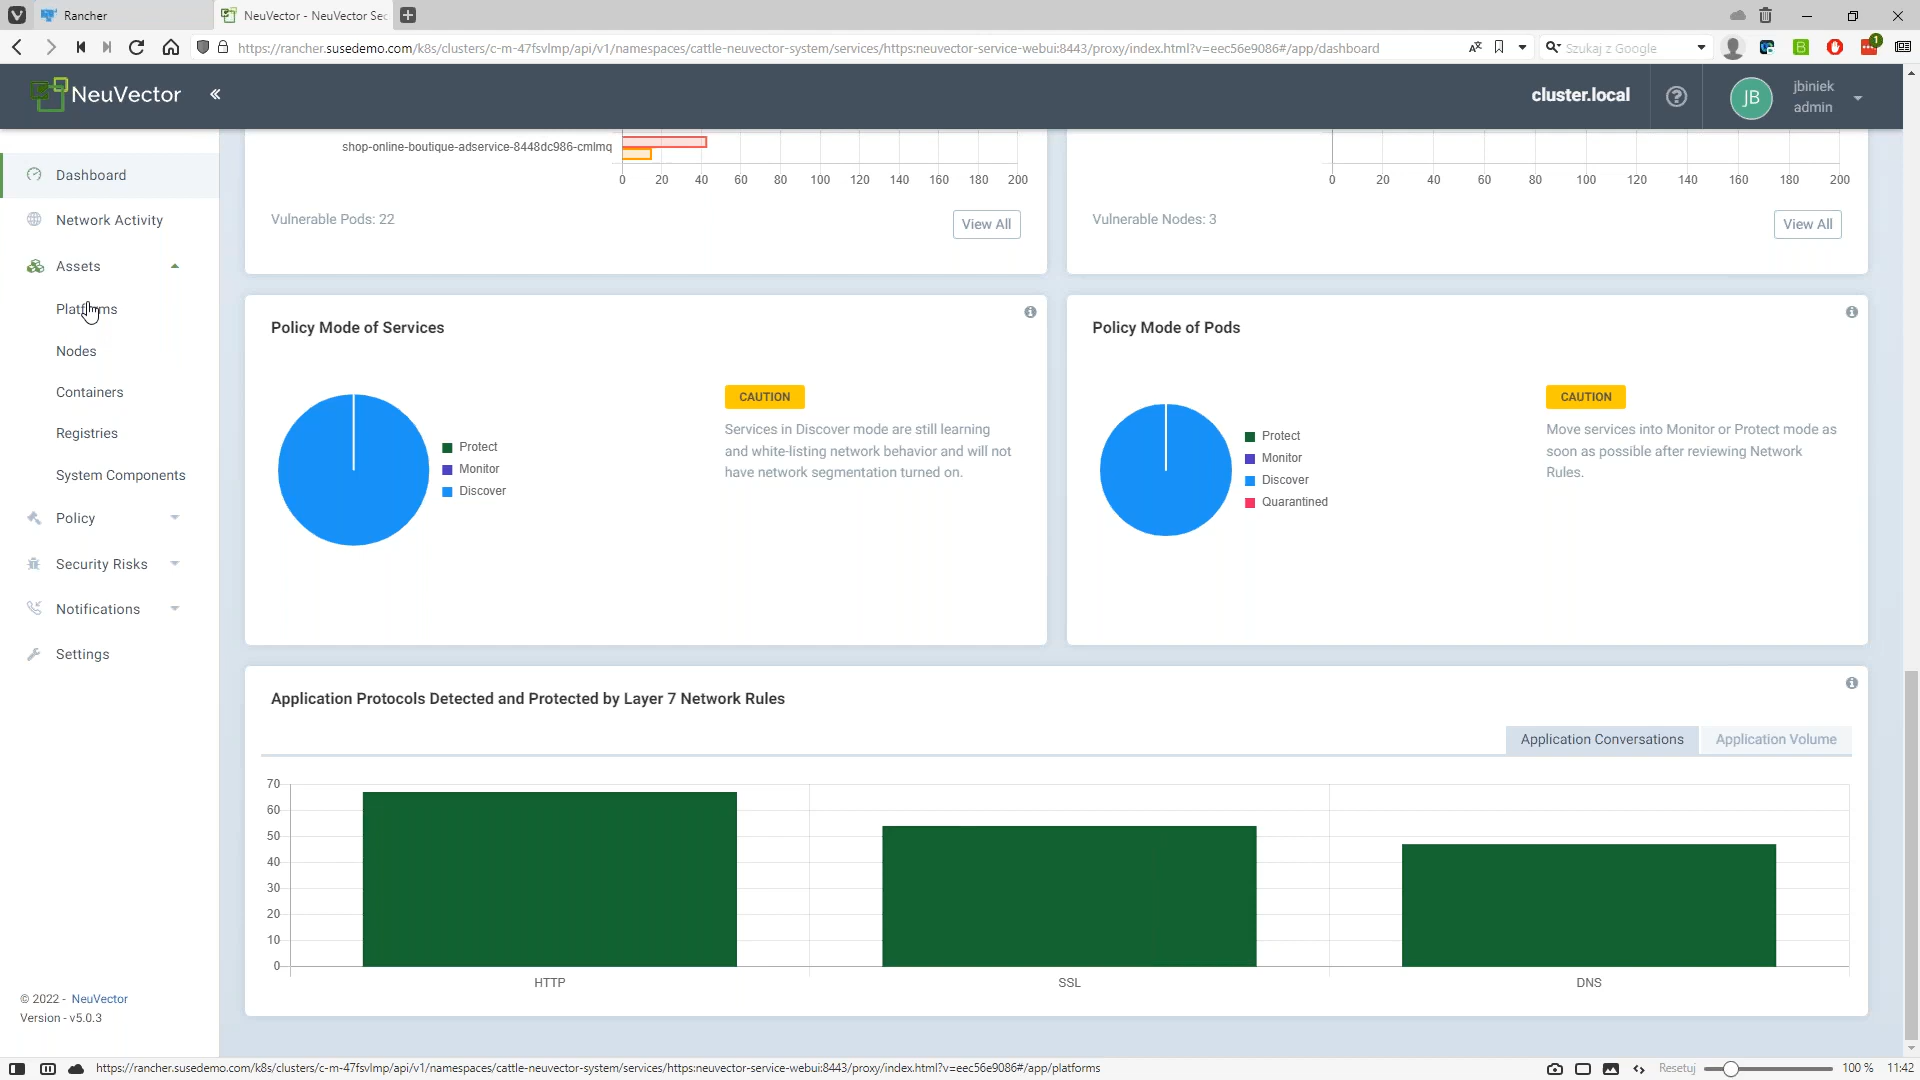 Rancher
NeuVector - NeuVector Sec
https://rancher.susedemo.com/k8s/clusters/c-m-47fsvlmp/api/v1/namespaces/cattle-neuvector-system/services/https:neuvector-service-webui:8443/proxy/index.html?v=eec56e9086#/app/dashboard
Szukaj z Google
1
NeuVector
cluster.local
JB
jbiniek
admin
Dashboard
Network Activity
Assets
Platforms
Nodes
Containers
Registries
System Components
Policy
Security Risks
Notifications
Settings
© 2022 - NeuVector
Version - v5.0.3
shop-online-boutique-adservice-8448dc986-cmlmq
0 20 40 60 80 100 120 140 160 180 200
Vulnerable Pods: 22
View All
0 20 40 60 80 100 120 140 160 180 200
Vulnerable Nodes: 3
View All
Policy Mode of Services
Protect
Monitor
Discover
CAUTION
Services in Discover mode are still learning
and white-listing network behavior and will not
have network segmentation turned on.
Policy Mode of Pods
Protect
Monitor
Discover
Quarantined
CAUTION
Move services into Monitor or Protect mode as
soon as possible after reviewing Network
Rules.
Application Protocols Detected and Protected by Layer 7 Network Rules
Application Conversations
Application Volume
70
60
50
40
30
20
10
0
HTTP
SSL
DNS
https://rancher.susedemo.com/k8s/clusters/c-m-47fsvlmp/api/v1/namespaces/cattle-neuvector-system/services/https:neuvector-service-webui:8443/proxy/index.html?v=eec56e9086#/app/platforms
Resetuj
100 %
11:42